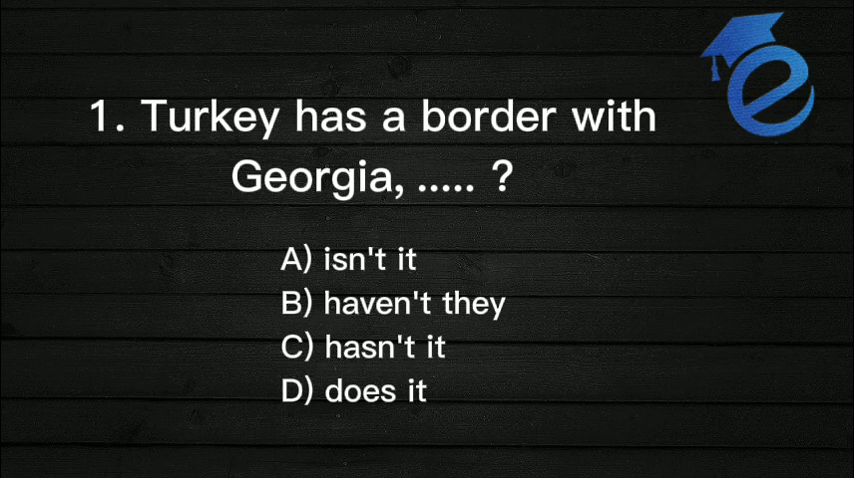 1. Turkey has a border with
Georgia, ..... ?
A) isn't it
B) haven't they
C) hasn't it
D) does it